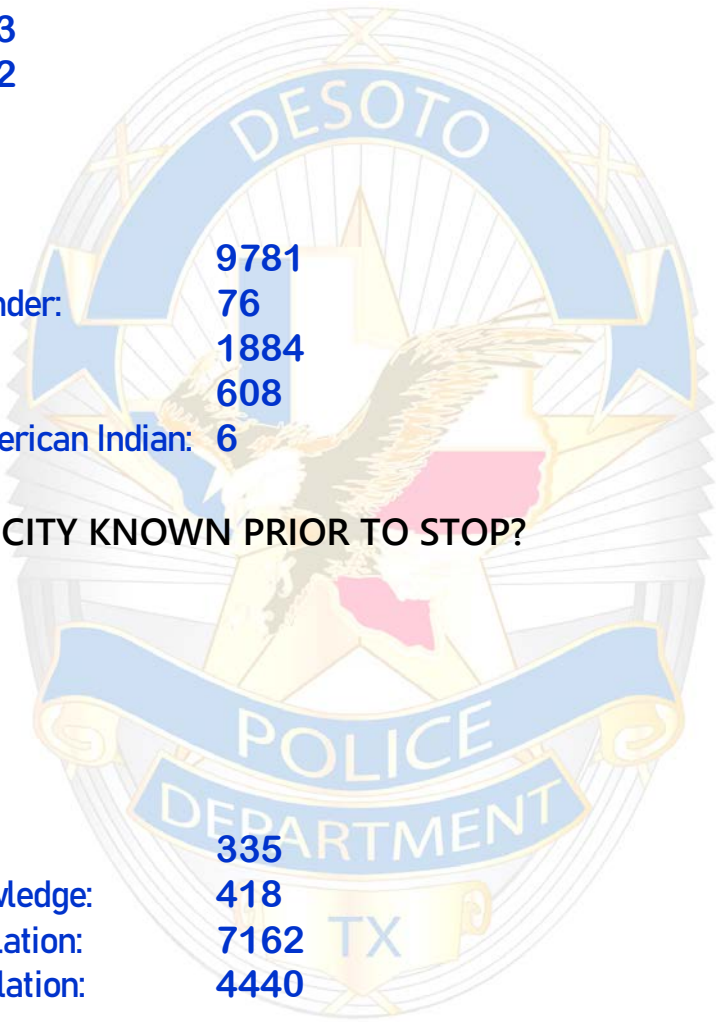 3
2
DESOTO
9781
nder: 76
1884
608
erican Indian: 6
CITY KNOWN PRIOR TO STOP?
POLICE
DEPARTMENT
335
vledge: 418
TX
lation: 7162
lation: 4440